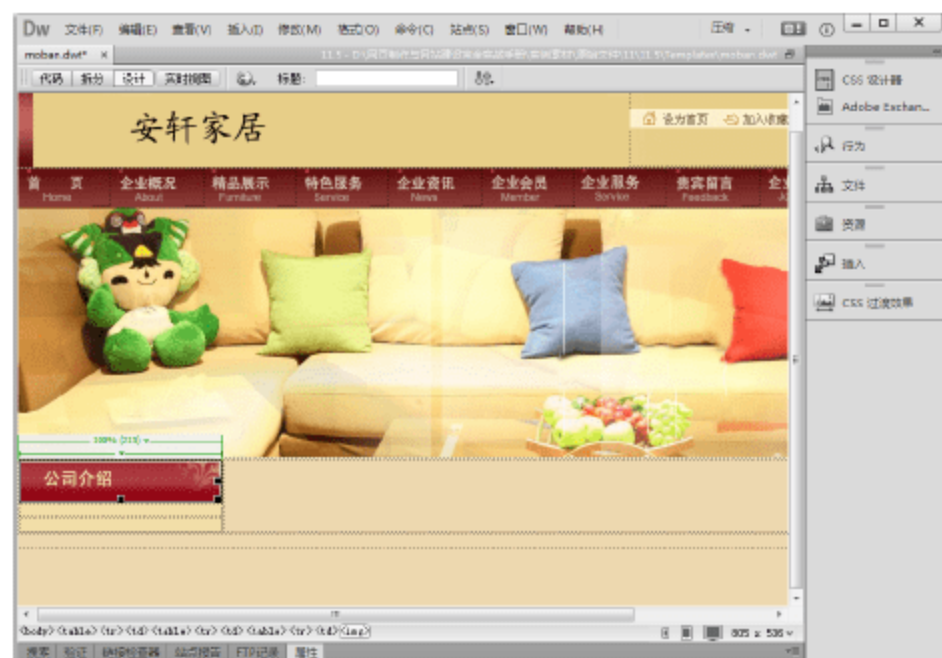 Dw 文件(F) 编辑(E) 查看(V) 插入(I) 修改(M) 格式(O) 命令(C) 站点(S) 窗口(W) 帮助(H) 压缩
moban.dwt* ×
代码 拆分 设计 实时视图 标题:
安轩家居
设为首页 加入收藏
首 页 企业概况 精品展示 特色服务 企业资讯 企业会员 企业服务 贵宾留言
Home About Furniture Service News Member Service Feedback
100% (213)
公司介绍
<body> <table> <tr> <td> <table> <tr> <td> <table> <tr> <td> <img>
805 x 536
搜索 验证 链接检查器 站点报告 FTP记录 属性
CSS 设计器
Adobe Exchan...
行为
文件
资源
插入
CSS 过渡效果